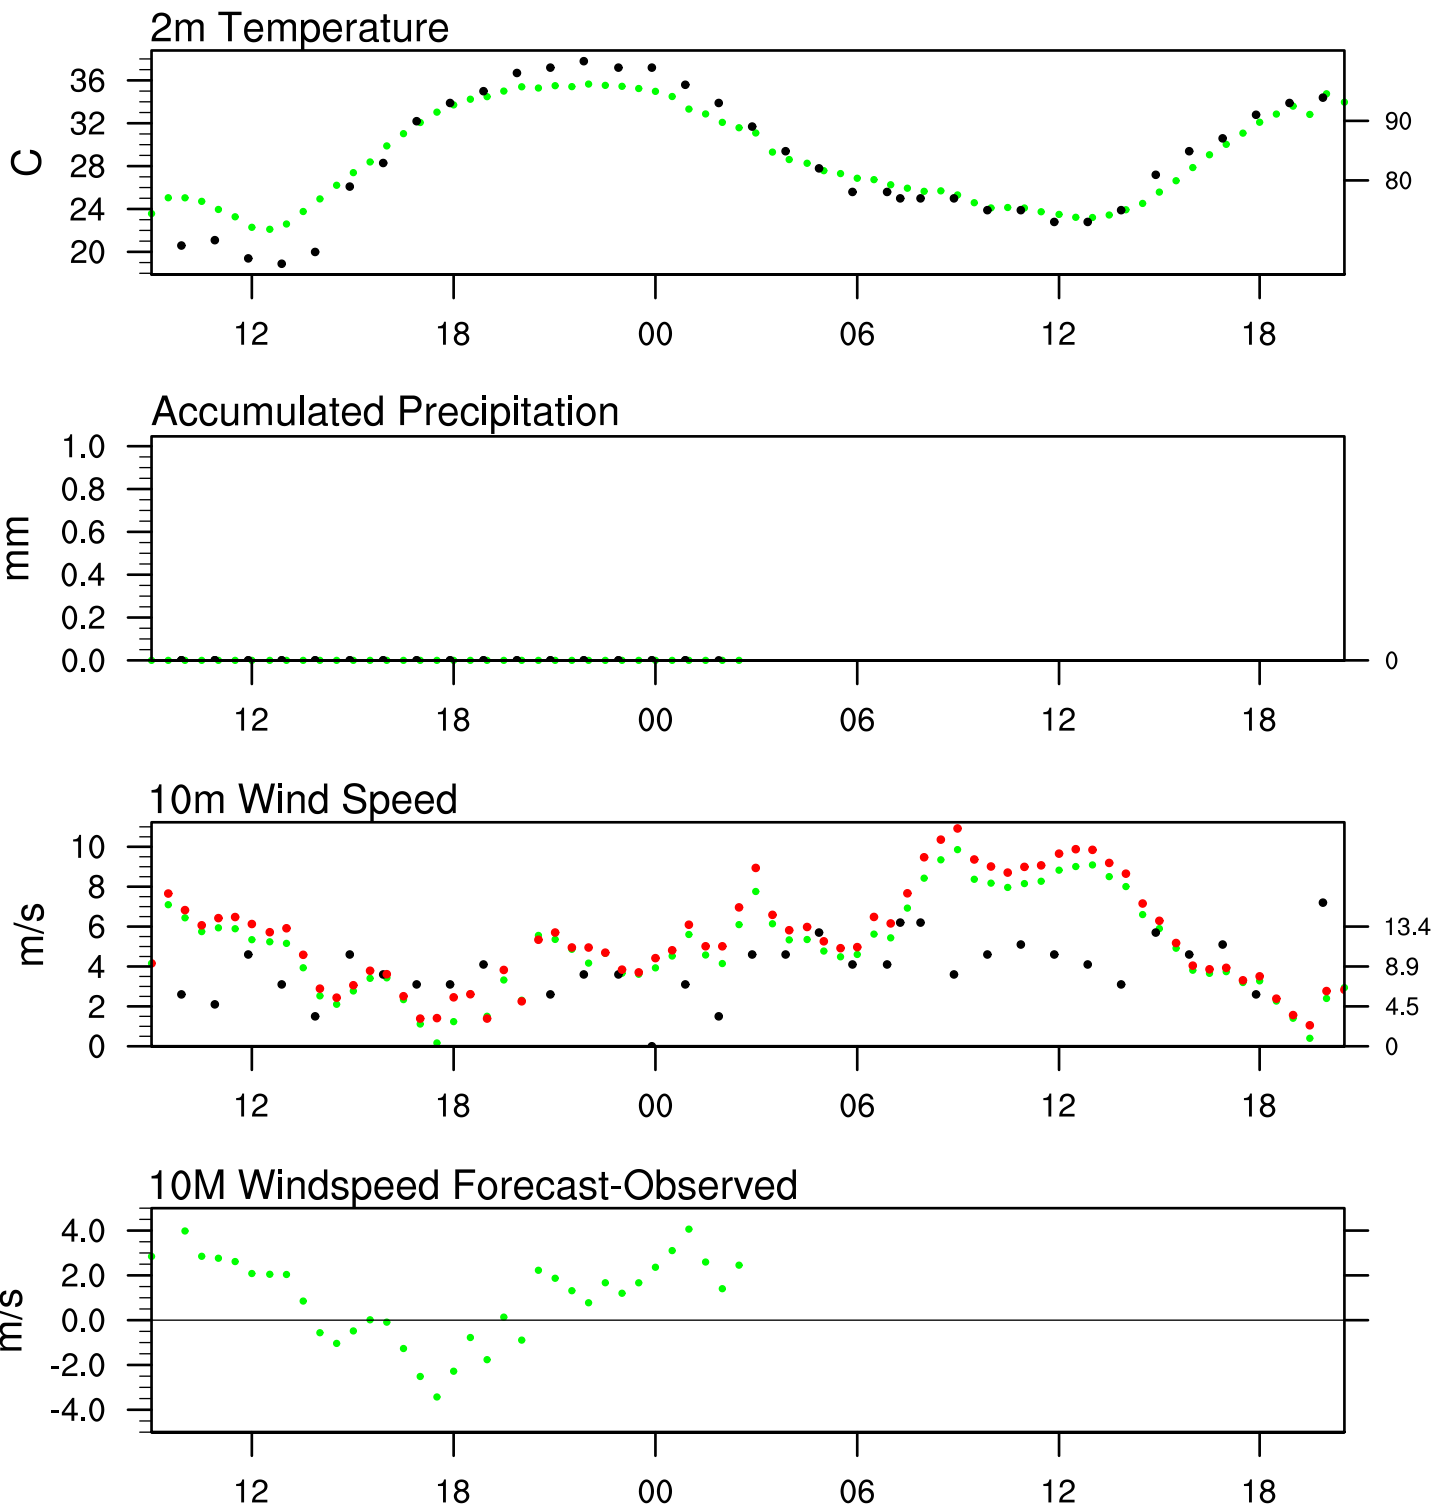 2m Temperature
36
32
28
24
20
C
90
80
12 18 00 06 12 18
Accumulated Precipitation
1.0
0.8
0.6
0.4
0.2
0.0
mm
0
12 18 00 06 12 18
10m Wind Speed
10
8
6
4
2
0
m/s
13.4
8.9
4.5
0
12 18 00 06 12 18
10M Windspeed Forecast-Observed
4.0
2.0
0.0
-2.0
-4.0
m/s
12 18 00 06 12 18